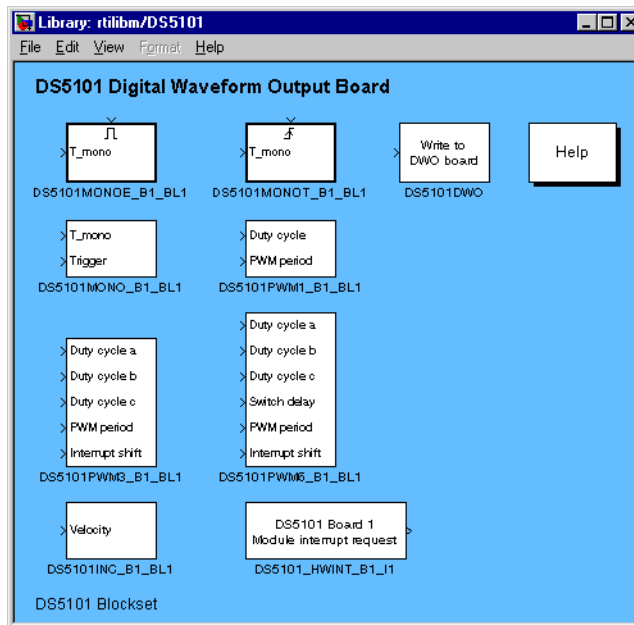 Library: rtilibm/DS5101
File Edit View Format Help
DS5101 Digital Waveform Output Board
T_mono
DS5101MONOE_B1_BL1
T_mono
DS5101MONOT_B1_BL1
Write to
DWO board
DS5101DWO
Help
T_mono
Trigger
DS5101MONO_B1_BL1
Duty cycle
PWM period
DS5101PWM1_B1_BL1
Duty cycle a
Duty cycle b
Duty cycle c
PWM period
Interrupt shift
DS5101PWM3_B1_BL1
Duty cycle a
Duty cycle b
Duty cycle c
Switch delay
PWM period
Interrupt shift
DS5101PWM6_B1_BL1
Velocity
DS5101INC_B1_BL1
DS5101 Board 1
Module interrupt request
DS5101_HWINT_B1_I1
DS5101 Blockset